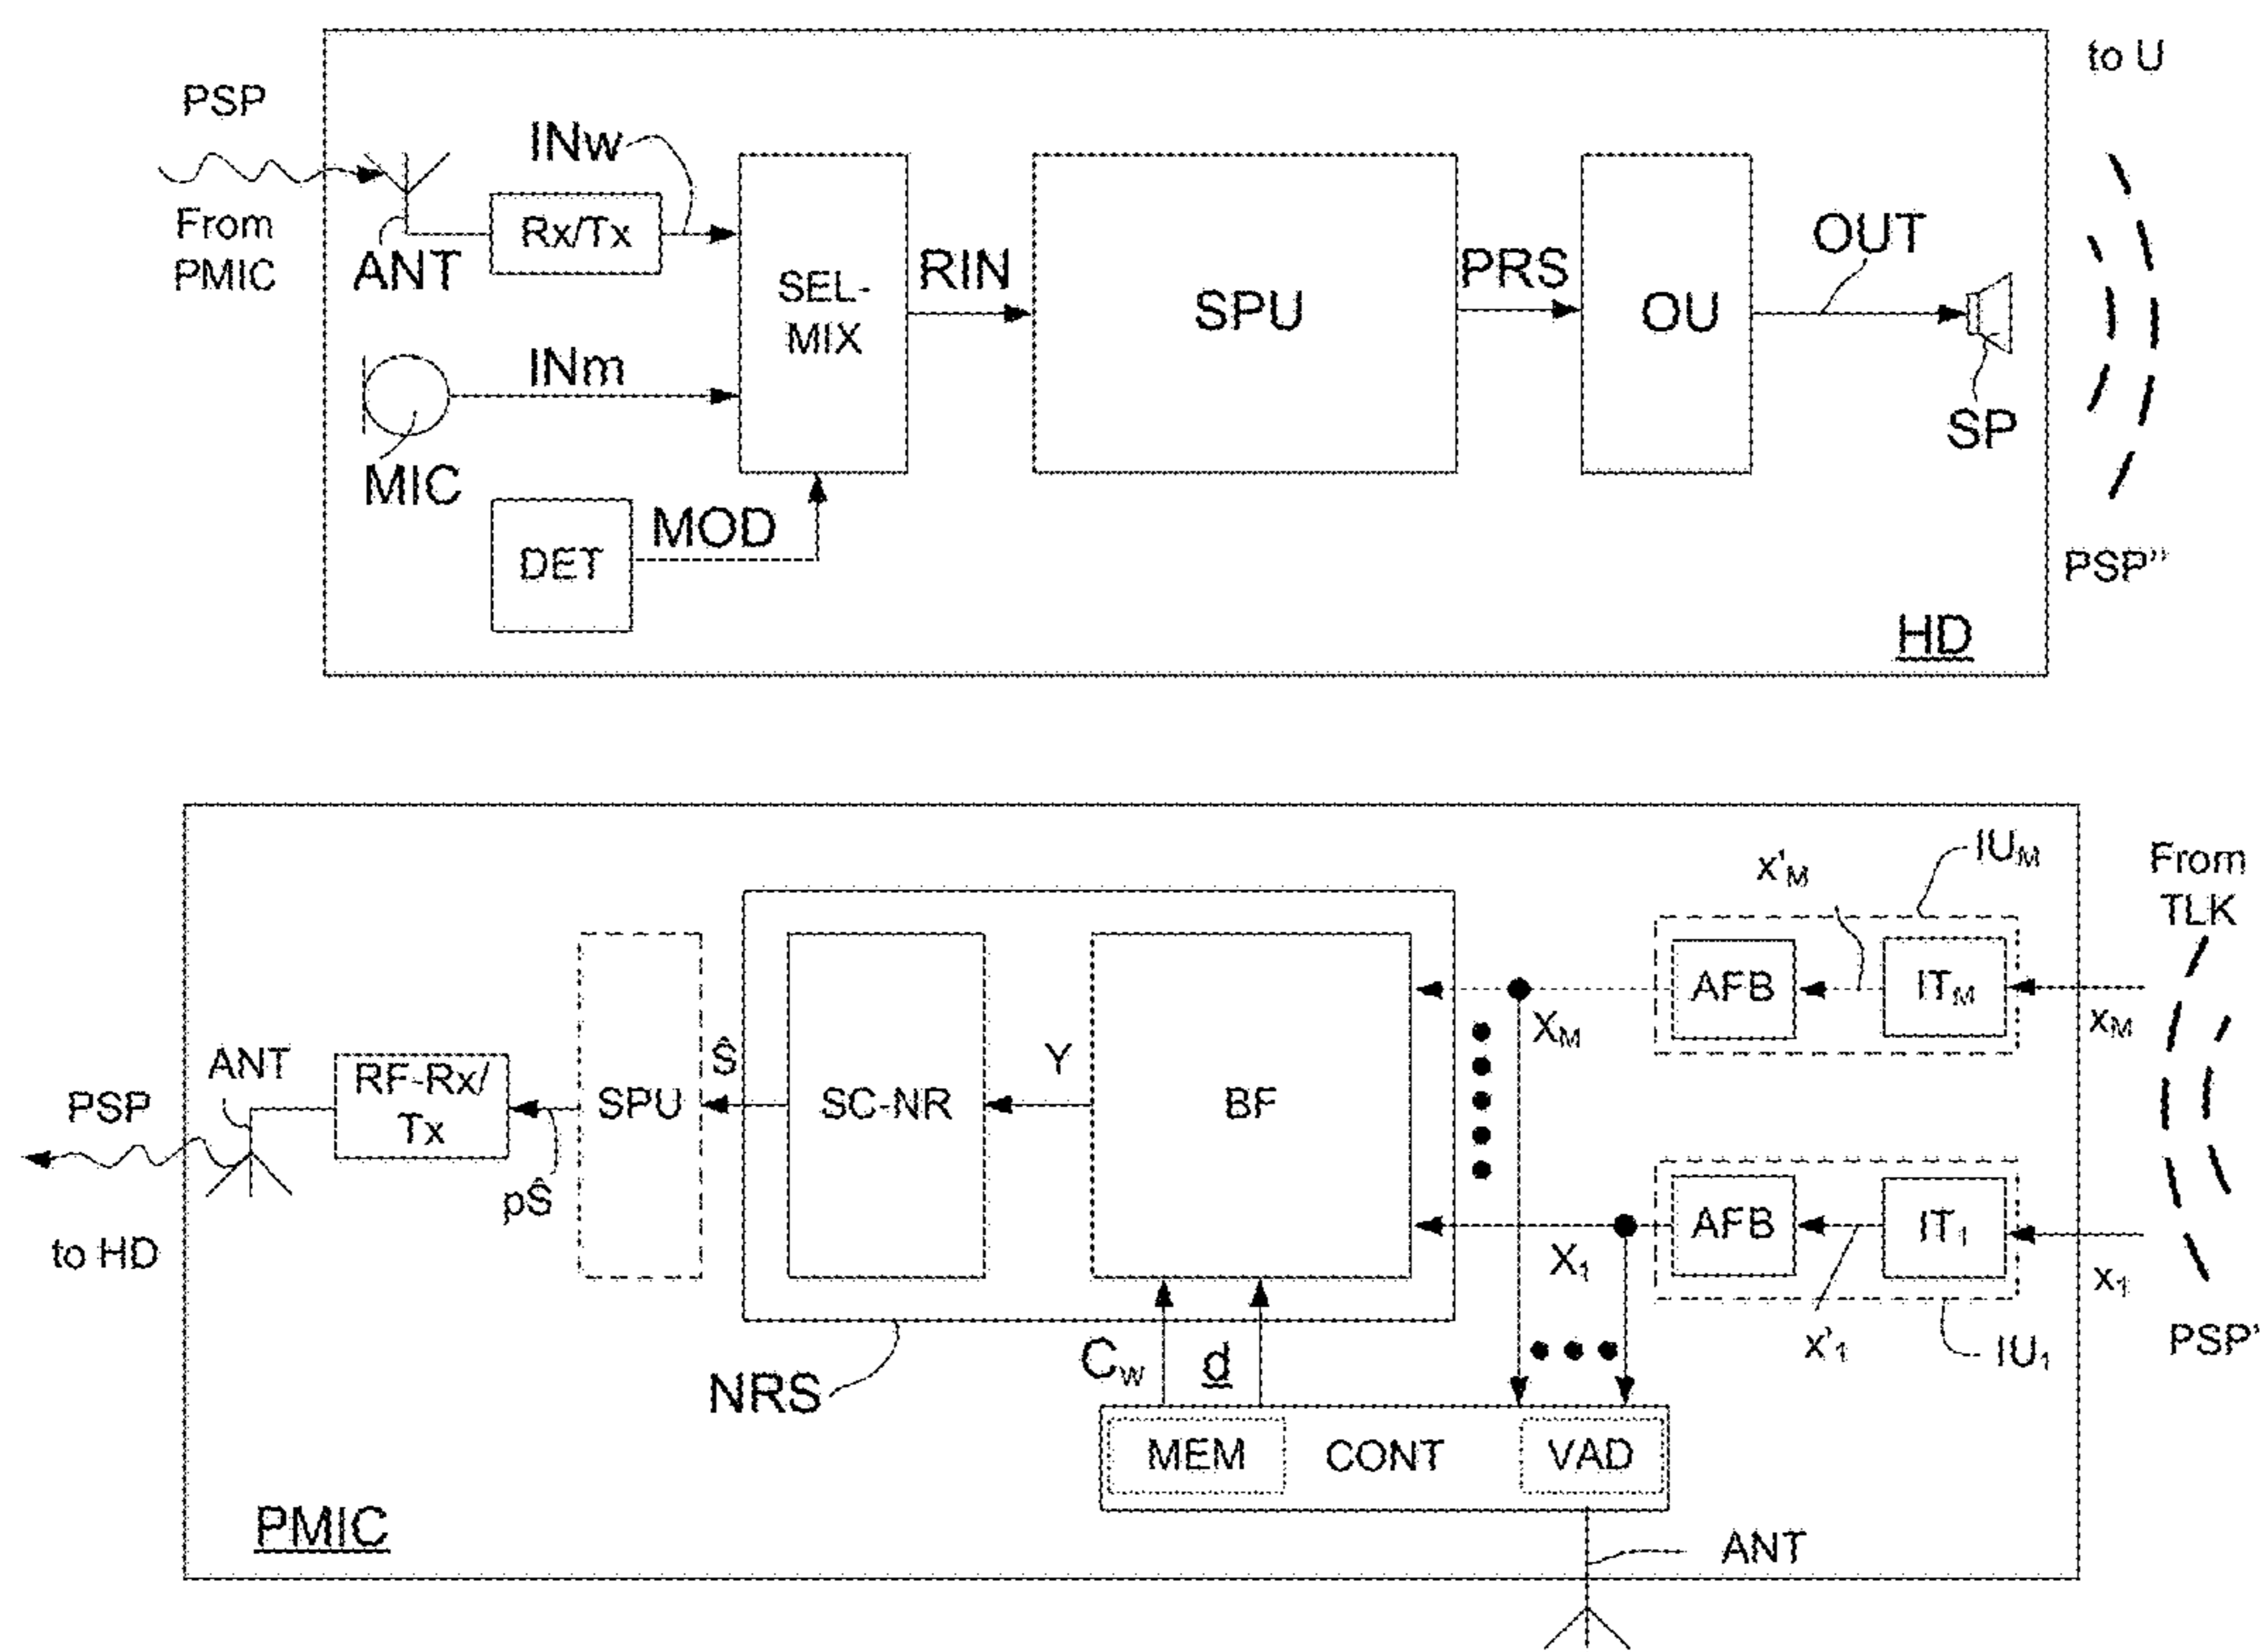 to U
PSP
From
PMIC
ANT
Rx/Tx
INw
INm
MIC
DET
MOD
SEL-
MIX
RIN
SPU
PRS
OU
OUT
SP
PSP''
HD
From
TLK
IU_M
x'_M
AFB
IT_M
x_M
X_M
BF
Y
SC-NR
Ŝ
SPU
pŜ
RF-Rx/
Tx
ANT
PSP
to HD
AFB
IT_1
X_1
x'_1
x_1
IU_1
PSP'
NRS
C_w
d
MEM
CONT
VAD
PMIC
ANT